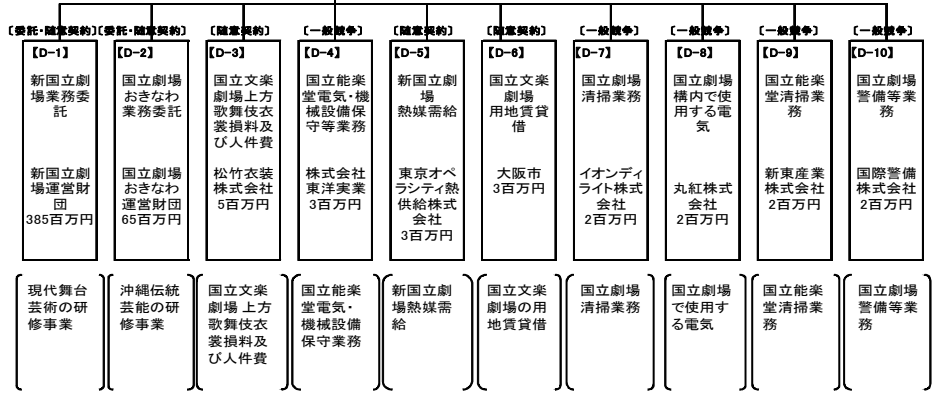 〔委託・随意契約〕
〔委託・随意契約〕
〔随意契約〕
〔一般競争〕
〔随意契約〕
〔随意契約〕
〔一般競争〕
〔一般競争〕
〔一般競争〕
〔一般競争〕
【D-1】
新国立劇
場業務委
託
新国立劇
場運営財
団
385百万円
【D-2】
国立劇場
おきなわ
業務委託
国立劇場
おきなわ
運営財団
65百万円
【D-3】
国立文楽
劇場上方
歌舞伎衣
裳損料及
び人件費
松竹衣装
株式会社
5百万円
【D-4】
国立能楽
堂電気・機
械設備保
守等業務
株式会社
東洋実業
3百万円
【D-5】
新国立劇
場
熱媒需給
東京オペ
ラシティ熱
供給株式
会社
3百万円
【D-6】
国立文楽
劇場
用地賃貸
借
大阪市
3百万円
【D-7】
国立劇場
清掃業務
イオンディ
ライト株式
会社
2百万円
【D-8】
国立劇場
構内で使
用する電
気
丸紅株式
会社
2百万円
【D-9】
国立能楽
堂清掃業
務
新東産業
株式会社
2百万円
【D-10】
国立劇場
警備等業
務
国際警備
株式会社
2百万円
現代舞台
芸術の研
修事業
沖縄伝統
芸能の研
修事業
国立文楽
劇場 上方
歌舞伎衣
裳損料及
び人件費
国立能楽
堂電気・
機械設備
保守業務
新国立劇
場熱媒需
給
国立文楽
劇場の用
地賃貸借
国立劇場
清掃業務
国立劇場
で使用す
る電気
国立能楽
堂清掃業
務
国立劇場
警備等業
務